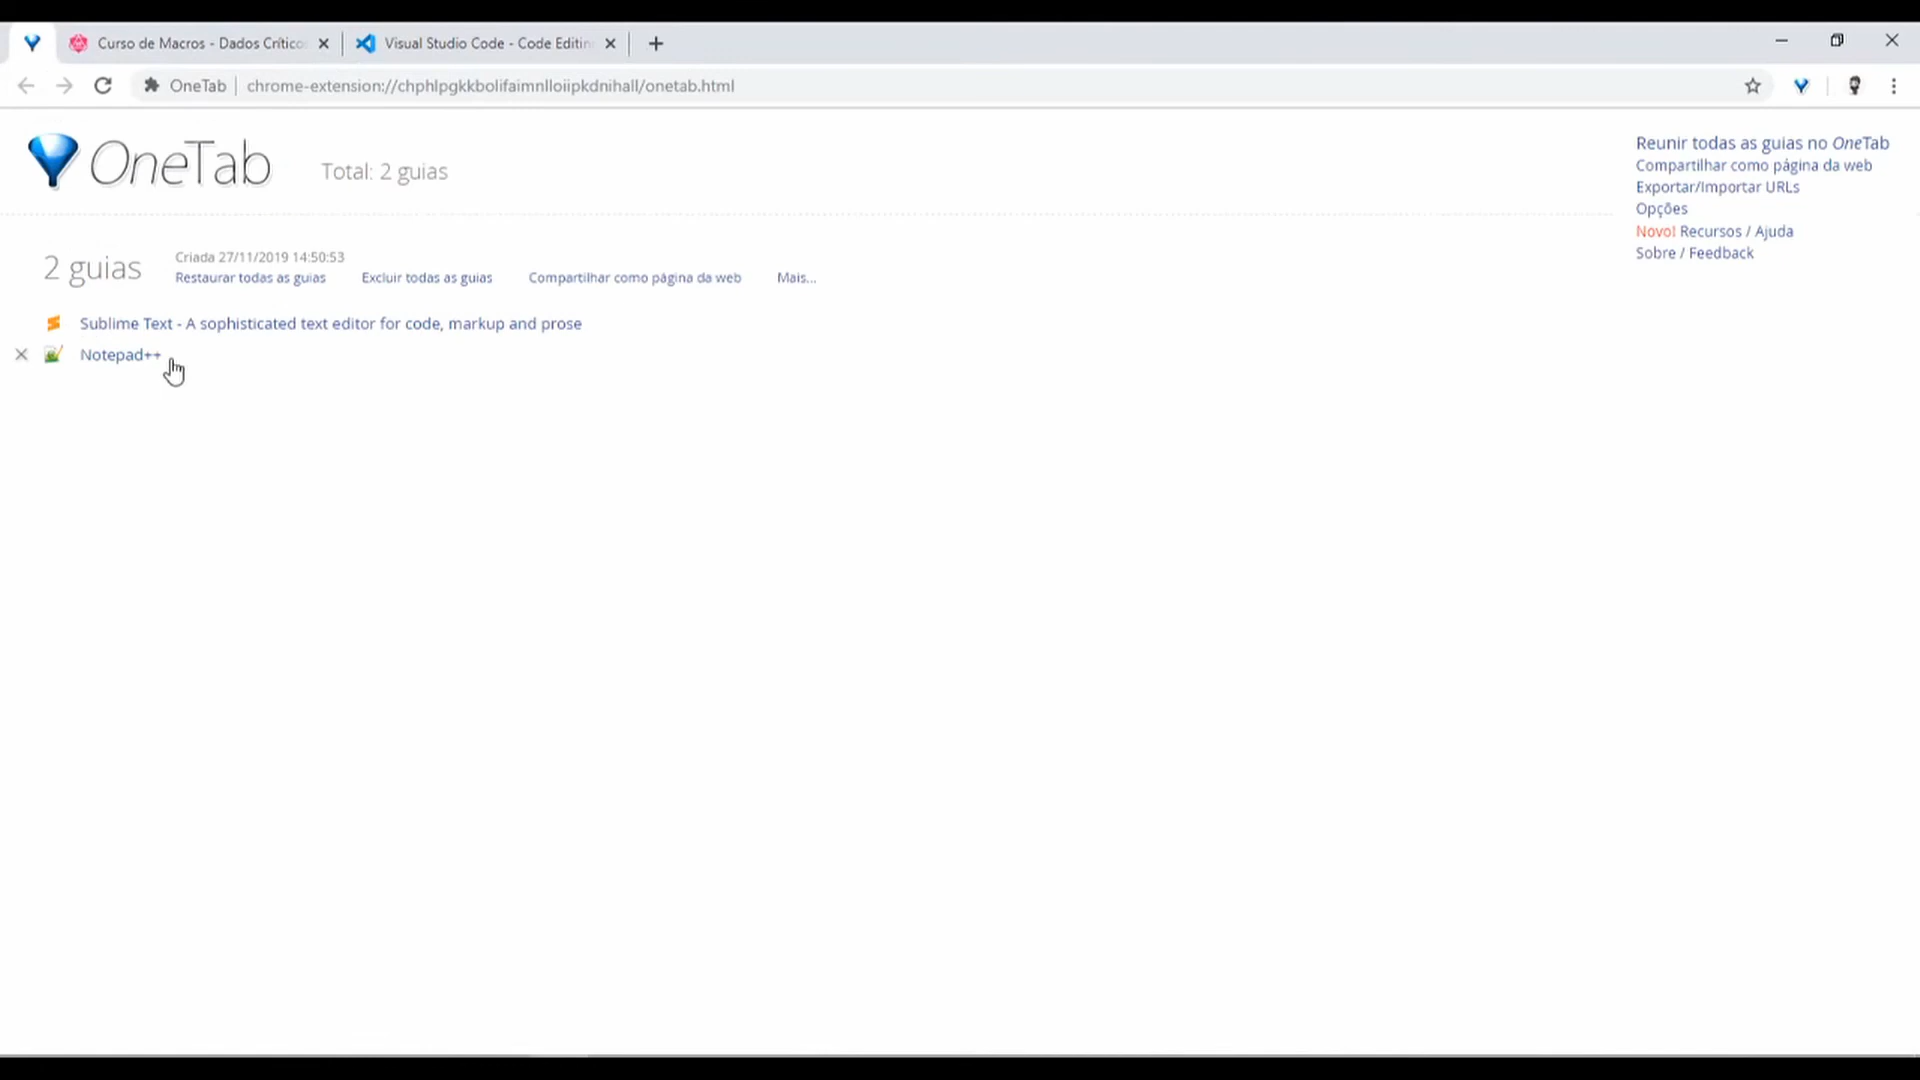 Curso de Macros - Dados Crítico
Visual Studio Code - Code Editin
OneTab
chrome-extension://chphlpgkkbolifaimnlloiipkdnihall/onetab.html
OneTab
Total: 2 guias
Reunir todas as guias no OneTab
Compartilhar como página da web
Exportar/Importar URLs
Opções
Novo! Recursos / Ajuda
Sobre / Feedback
2 guias
Criada 27/11/2019 14:50:53
Restaurar todas as guias
Excluir todas as guias
Compartilhar como página da web
Mais...
Sublime Text - A sophisticated text editor for code, markup and prose
Notepad++